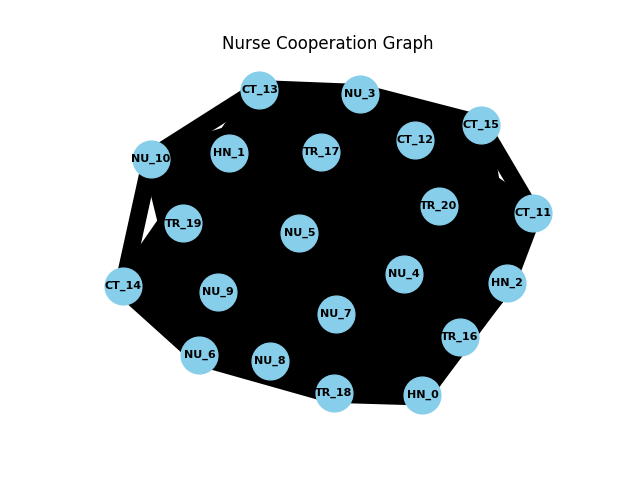 Nurse Cooperation Graph
CT_13
NU_3
CT_15
CT_12
NU_10
HN_1
TR_17
TR_20
CT_11
TR_19
NU_5
NU_4
HN_2
CT_14
NU_9
NU_7
TR_16
NU_6
NU_8
TR_18
HN_0